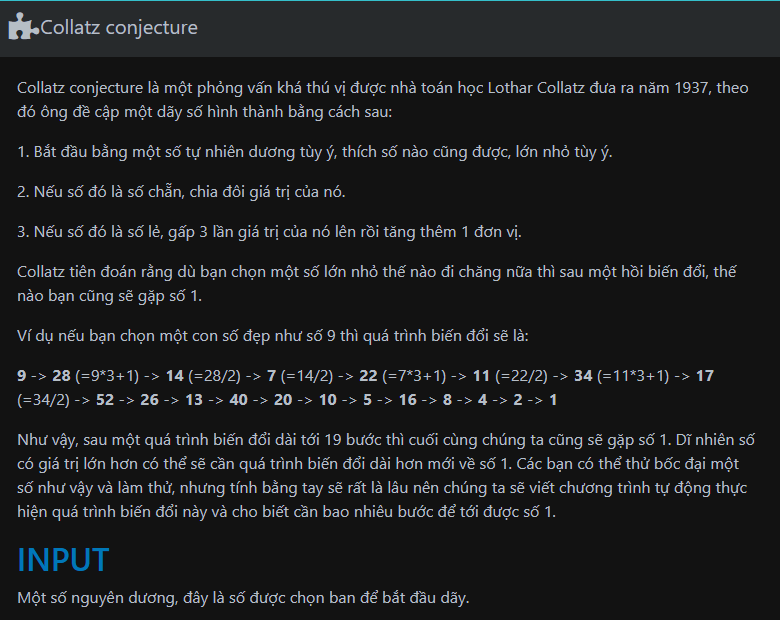 Collatz conjecture
Collatz conjecture là một phỏng vấn khá thú vị được nhà toán học Lothar Collatz đưa ra năm 1937, theo
đó ông đề cập một dãy số hình thành bằng cách sau:
1. Bắt đầu bằng một số tự nhiên dương tùy ý, thích số nào cũng được, lớn nhỏ tùy ý.
2. Nếu số đó là số chẵn, chia đôi giá trị của nó.
3. Nếu số đó là số lẻ, gấp 3 lần giá trị của nó lên rồi tăng thêm 1 đơn vị.
Collatz tiên đoán rằng dù bạn chọn một số lớn nhỏ thế nào đi chăng nữa thì sau một hồi biến đổi, thế
nào bạn cũng sẽ gặp số 1.
Ví dụ nếu bạn chọn một con số đẹp như số 9 thì quá trình biến đổi sẽ là:
9 -> 28 (=9*3+1) -> 14 (=28/2) -> 7 (=14/2) -> 22 (=7*3+1) -> 11 (=22/2) -> 34 (=11*3+1) -> 17
(=34/2) -> 52 -> 26 -> 13 -> 40 -> 20 -> 10 -> 5 -> 16 -> 8 -> 4 -> 2 -> 1
Như vậy, sau một quá trình biến đổi dài tới 19 bước thì cuối cùng chúng ta cũng sẽ gặp số 1. Dĩ nhiên số
có giá trị lớn hơn có thể sẽ cần quá trình biến đổi dài hơn mới về số 1. Các bạn có thể thử bốc đại một
số như vậy và làm thử, nhưng tính bằng tay sẽ rất là lâu nên chúng ta sẽ viết chương trình tự động thực
hiện quá trình biến đổi này và cho biết cần bao nhiêu bước để tới được số 1.
INPUT
Một số nguyên dương, đây là số được chọn ban để bắt đầu dãy.